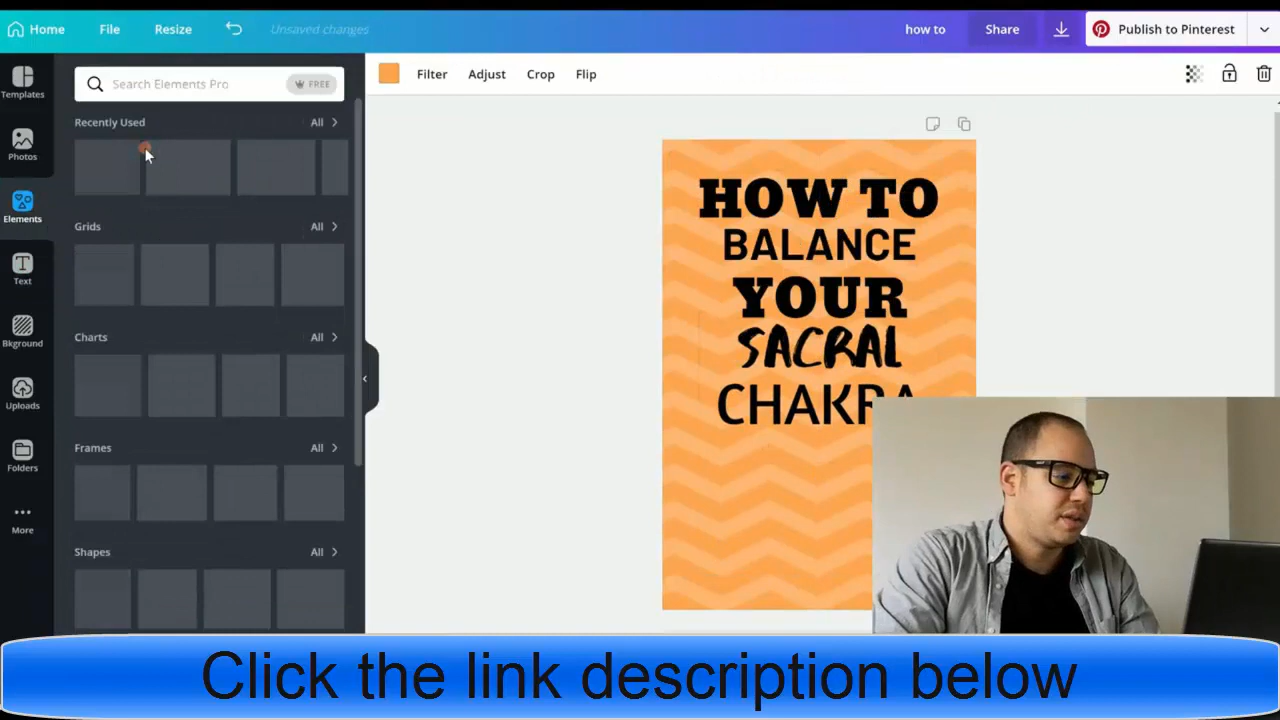 Home File Resize Unsaved changes how to Share Publish to Pinterest
Search Elements Pro FREE
Filter Adjust Crop Flip
Templates
Photos
Elements
Text
Bkground
Uploads
Folders
More
Recently Used All
Grids All
Charts All
Frames All
Shapes All
HOW TO
BALANCE
YOUR
SACRAL
CHAKRA
Click the link description below